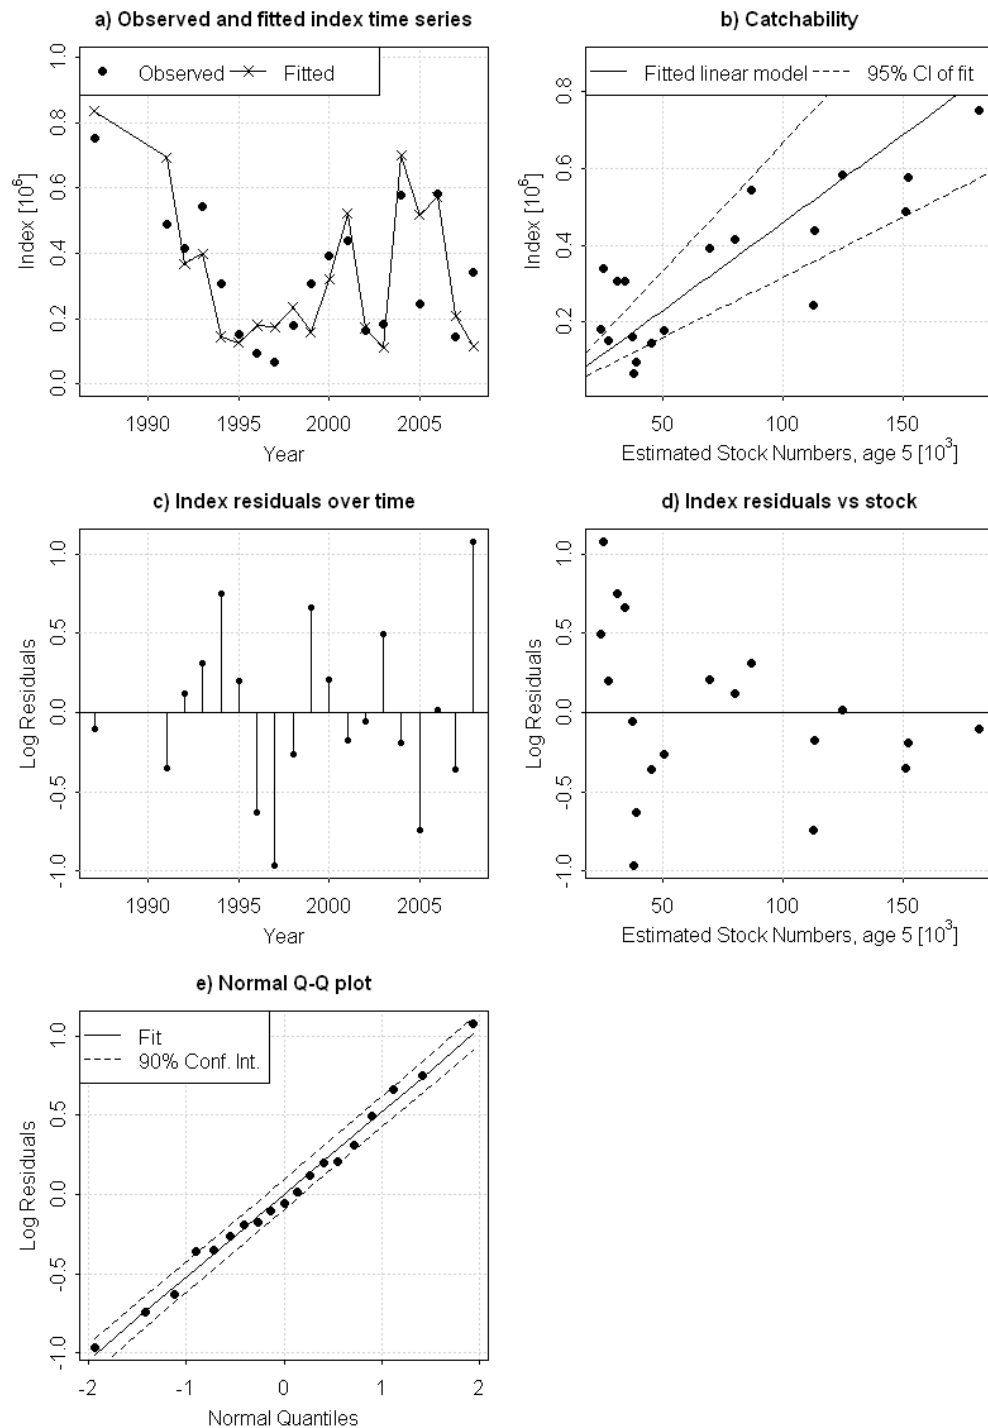 a) Observed and fitted index time series
Observed
Fitted
Index [10^6]
0.0
0.2
0.4
0.6
0.8
1.0
1990
1995
2000
2005
Year
b) Catchability
Fitted linear model
95% CI of fit
Index [10^6]
0.2
0.4
0.6
0.8
50
100
150
Estimated Stock Numbers, age 5 [10^3]
c) Index residuals over time
Log Residuals
-1.0
-0.5
0.0
0.5
1.0
1990
1995
2000
2005
Year
d) Index residuals vs stock
Log Residuals
-1.0
-0.5
0.0
0.5
1.0
50
100
150
Estimated Stock Numbers, age 5 [10^3]
e) Normal Q-Q plot
Fit
90% Conf. Int.
Log Residuals
-1.0
-0.5
0.0
0.5
1.0
-2
-1
0
1
2
Normal Quantiles